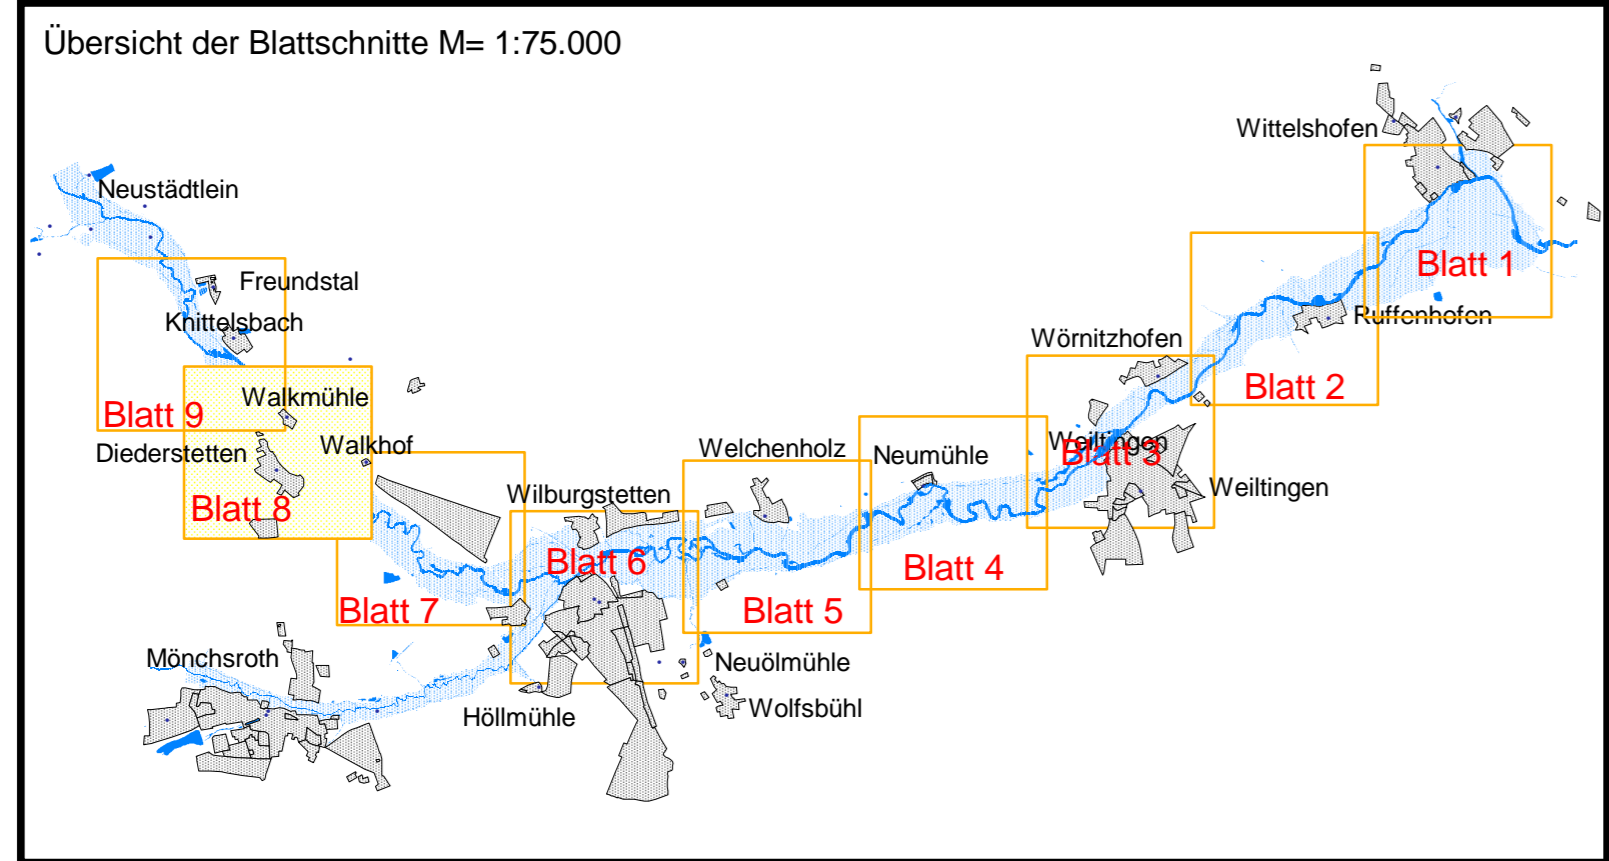 Übersicht der Blattschnitte M= 1:75.000
Wittelshofen
Neustädtlein
Blatt 1
Freundstal
Knittelsbach
Ruffenhofen
Wörnitzhofen
Blatt 2
Walkmühle
Blatt 9
Diederstetten
Walkhof
Welchenholz
Neumühle
Weiltingen
Blatt 3
Weiltingen
Wilburgstetten
Blatt 8
Blatt 6
Blatt 4
Blatt 7
Blatt 5
Mönchsroth
Neuölmühle
Höllmühle
Wolfsbühl